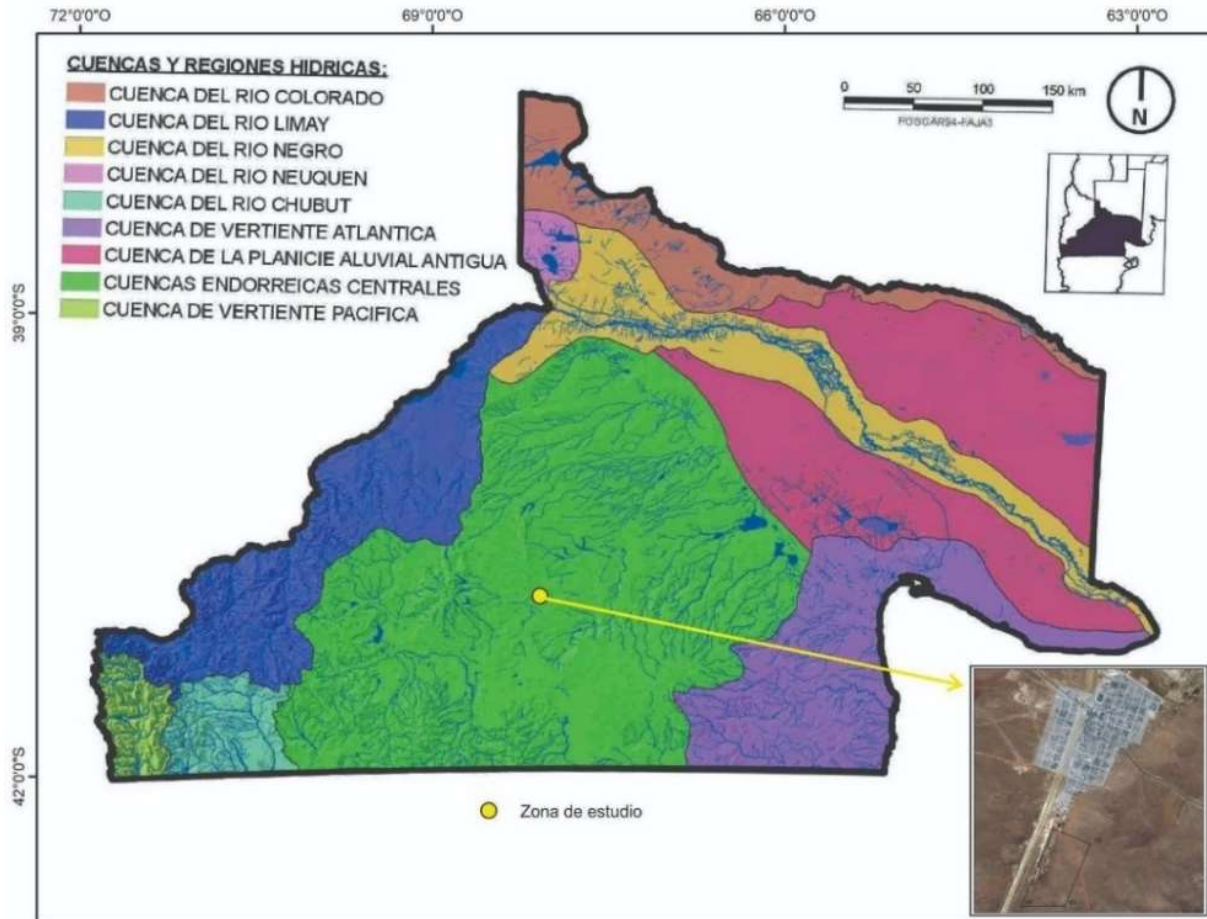 72°0'0"O 69°0'0"O 66°0'0"O 63°0'0"O
CUENCAS Y REGIONES HIDRICAS:
CUENCA DEL RIO COLORADO
CUENCA DEL RIO LIMAY
CUENCA DEL RIO NEGRO
CUENCA DEL RIO NEUQUEN
CUENCA DEL RIO CHUBUT
CUENCA DE VERTIENTE ATLANTICA
CUENCA DE LA PLANICIE ALUVIAL ANTIGUA
CUENCAS ENDORREICAS CENTRALES
CUENCA DE VERTIENTE PACIFICA
0 50 100 150 km
N
39°0'0"S
42°0'0"S
Zona de estudio